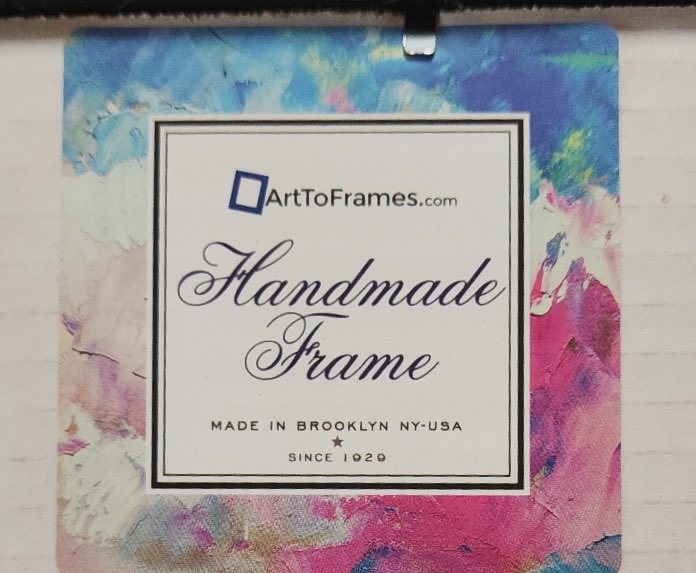 ArtToFrames.com
Handmade
Frame
MADE IN BROOKLYN NY-USA
SINCE 1929